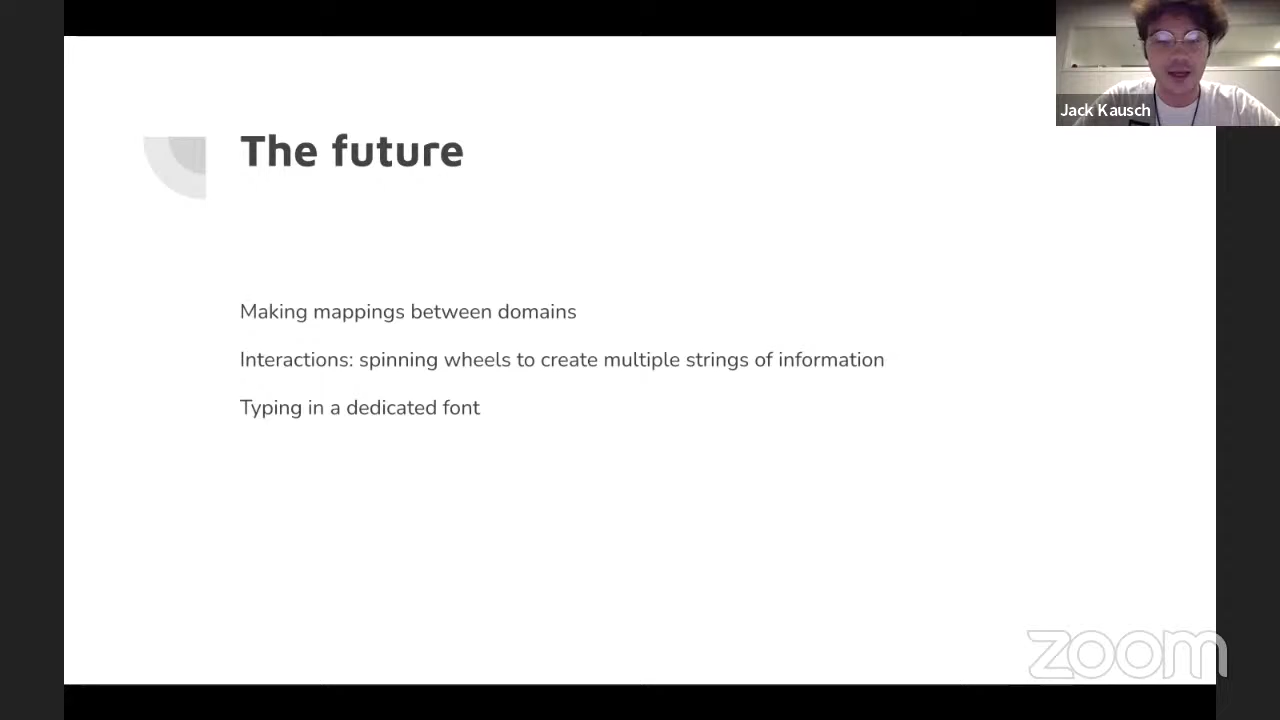 Jack Kausch
The future
Making mappings between domains
Interactions: spinning wheels to create multiple strings of information
Typing in a dedicated font
zoom